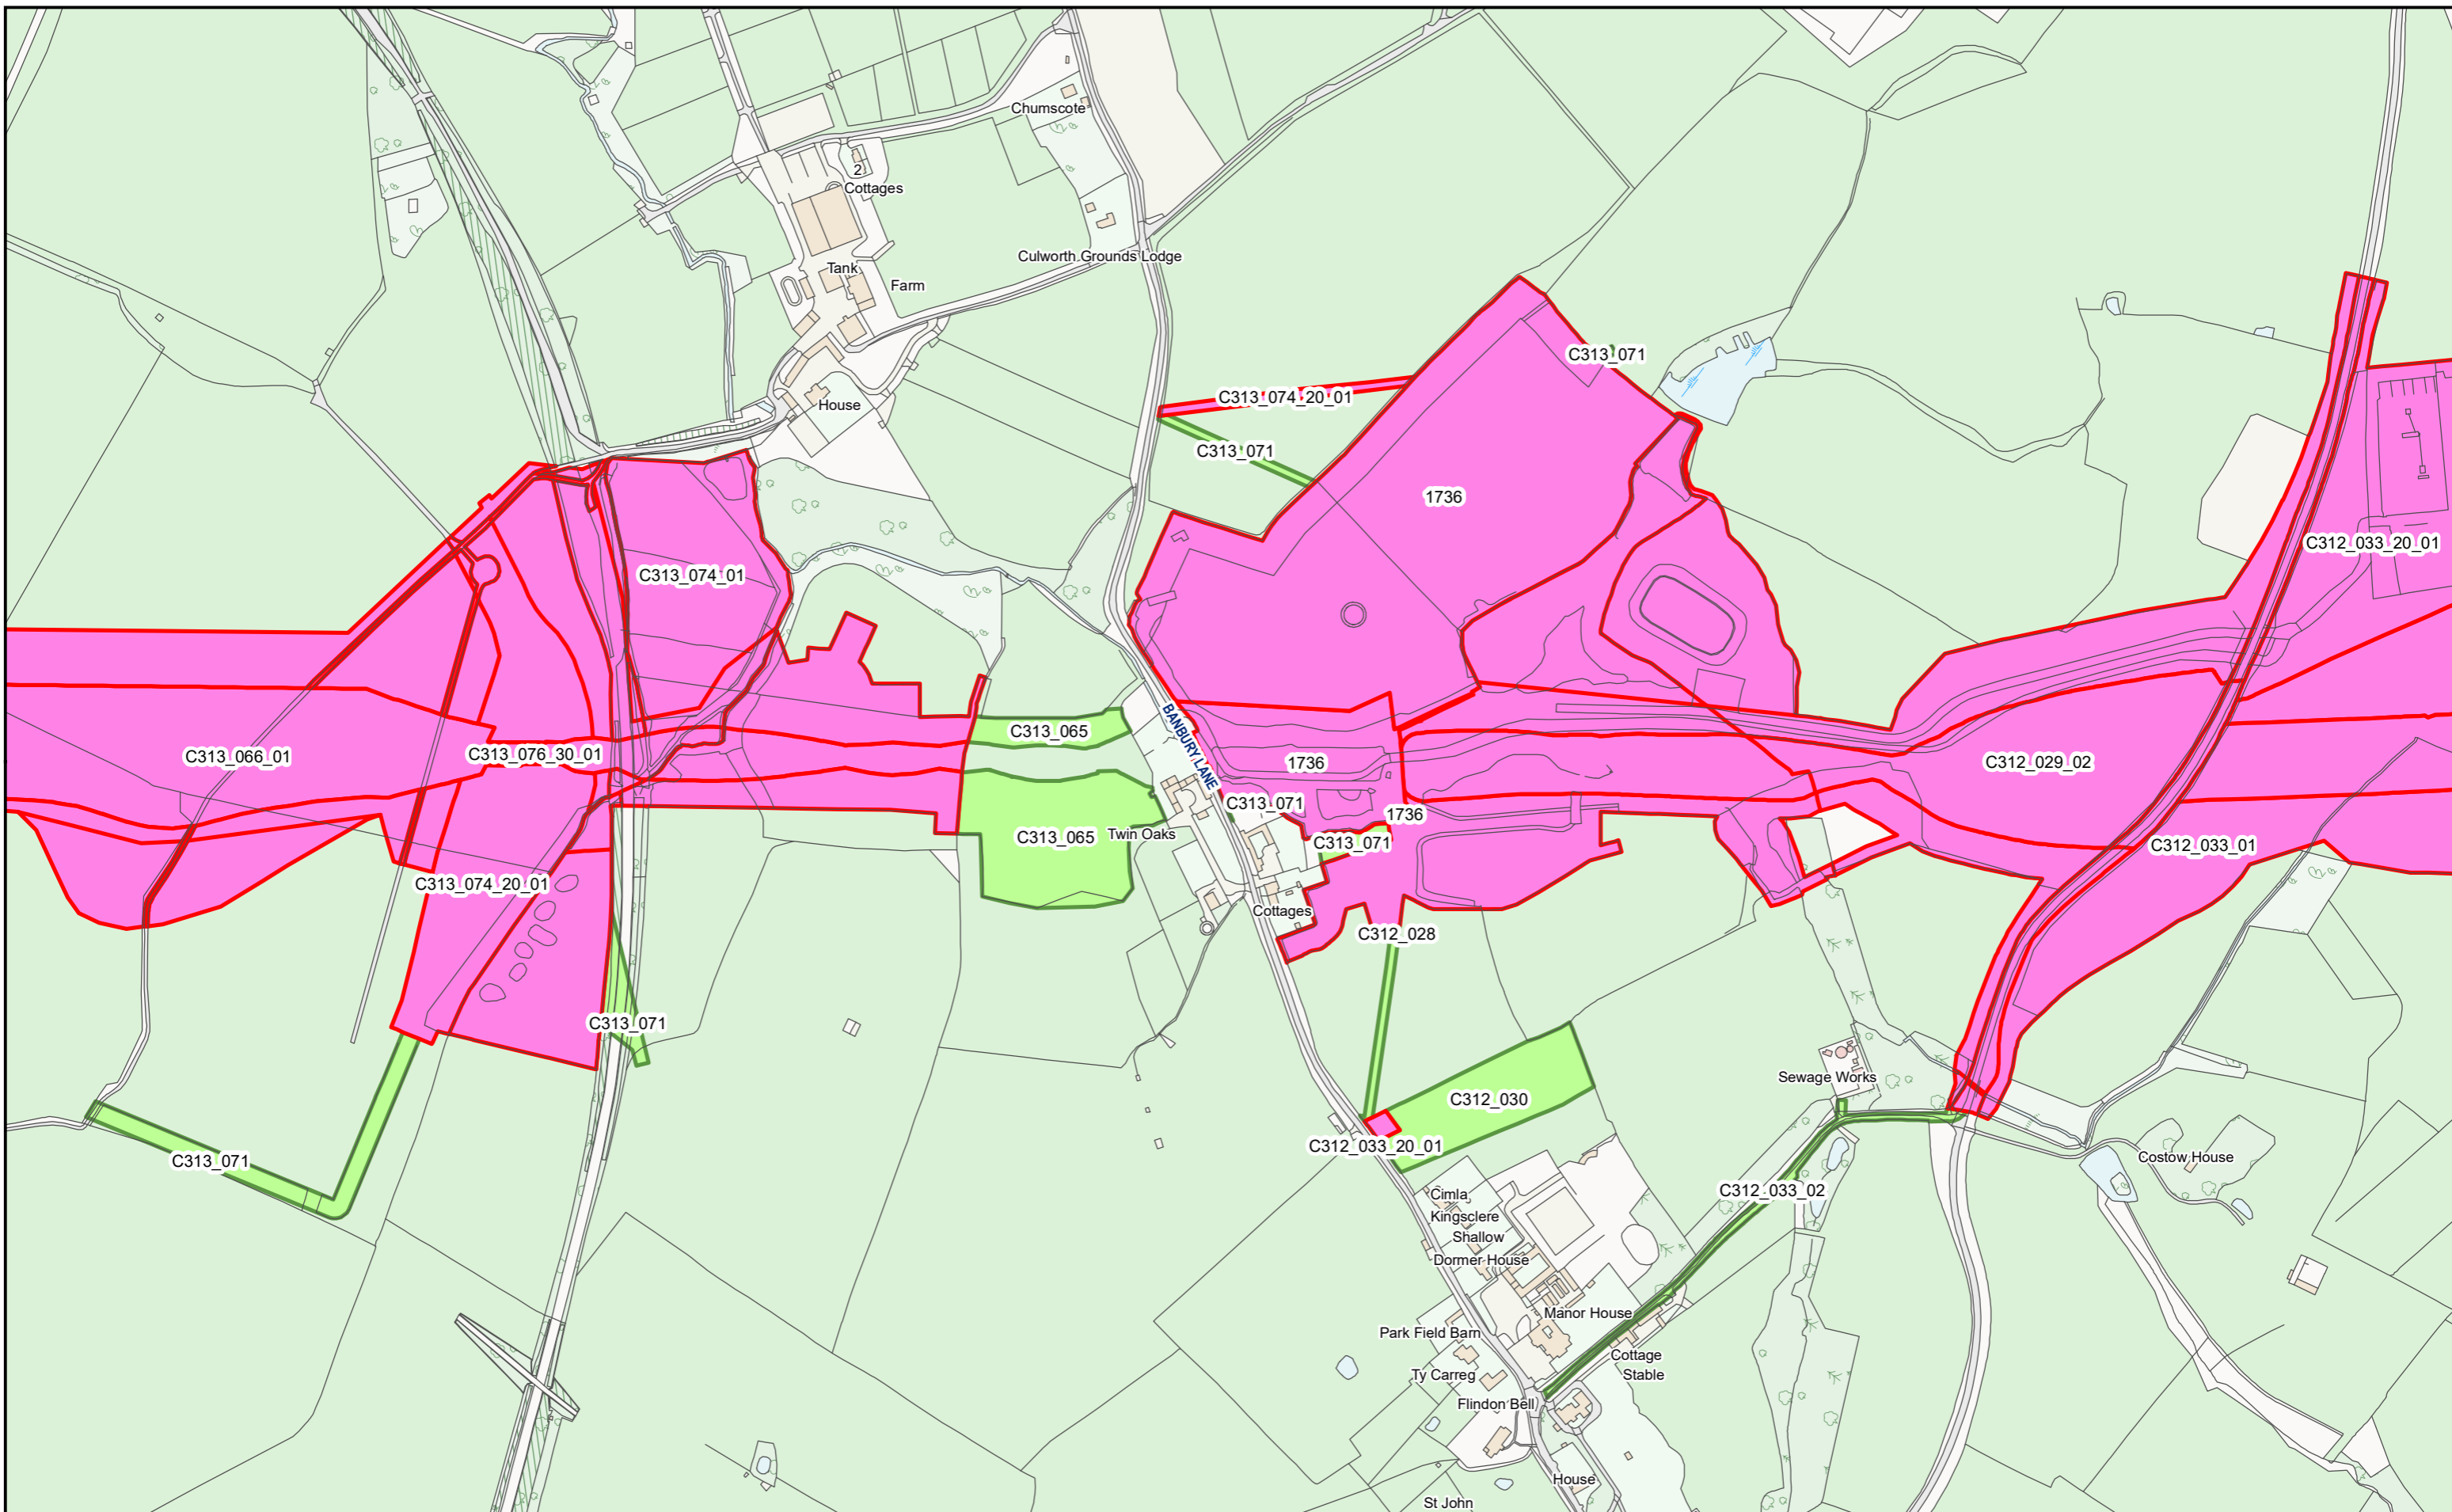 Chumscote
2
Cottages
Culworth Grounds Lodge
Tank
Farm
C313_071
C313_074_20_01
House
C313_071
1736
C312_033_20_01
C313_074_01
C313_065
BANBURY LANE
C313_066_01
C313_076_30_01
1736
C312_029_02
C313_071
1736
Twin Oaks
C313_065
C313_071
C312_033_01
C313_074_20_01
Cottages
C312_028
C313_071
Sewage Works
C312_030
C312_033_20_01
C313_071
Costow House
C312_033_02
Cimla
Kingsclere
Shallow
Dormer House
Manor House
Park Field Barn
Cottage
Stable
Ty Carreg
Flindon Bell
House
St John